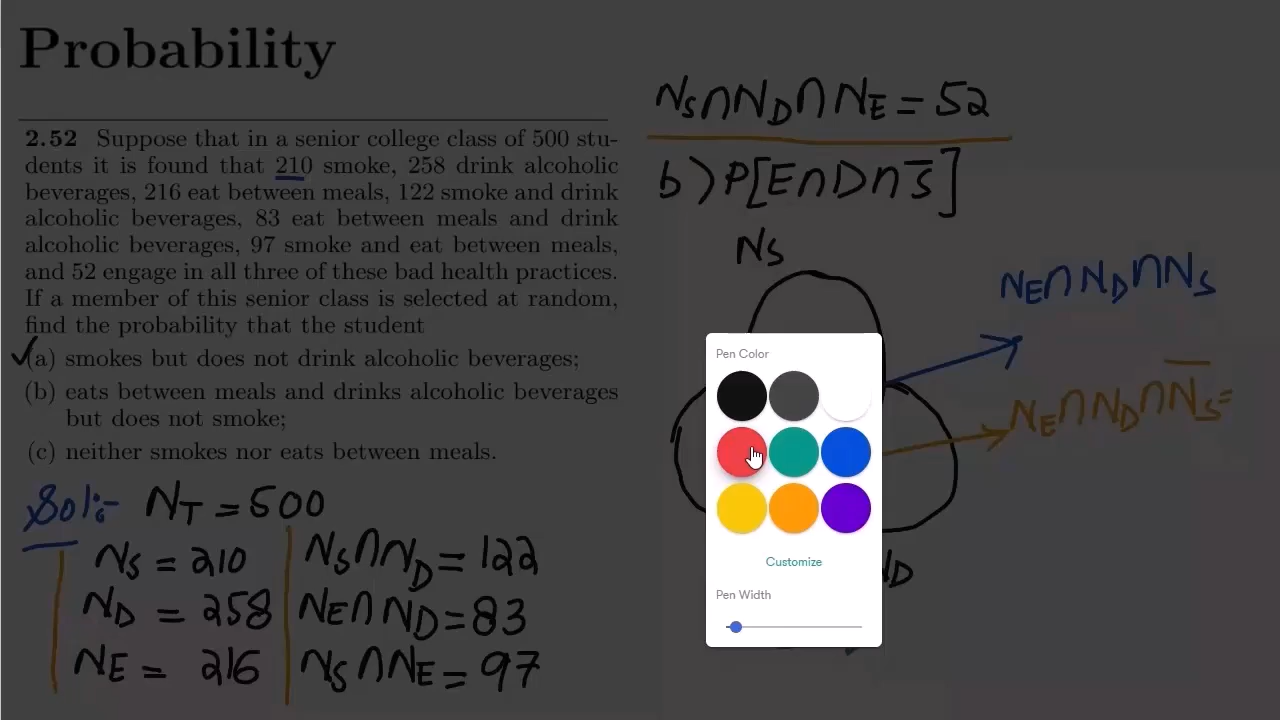 Probability
2.52 Suppose that in a senior college class of 500 stu-
dents it is found that 210 smoke, 258 drink alcoholic
beverages, 216 eat between meals, 122 smoke and drink
alcoholic beverages, 83 eat between meals and drink
alcoholic beverages, 97 smoke and eat between meals,
and 52 engage in all three of these bad health practices.
If a member of this senior class is selected at random,
find the probability that the student
(a) smokes but does not drink alcoholic beverages;
(b) eats between meals and drinks alcoholic beverages
but does not smoke;
(c) neither smokes nor eats between meals.
Sol:- N_T = 500
N_S = 210
N_D = 258
N_E = 216
N_S ∩ N_D = 122
N_E ∩ N_D = 83
N_S ∩ N_E = 97
N_S ∩ N_D ∩ N_E = 52
b) P[E ∩ D ∩ S̅]
N_S
N_E ∩ N_D ∩ N_S
N_E ∩ N_D ∩ N̅_S =
Pen Color
Customize
Pen Width